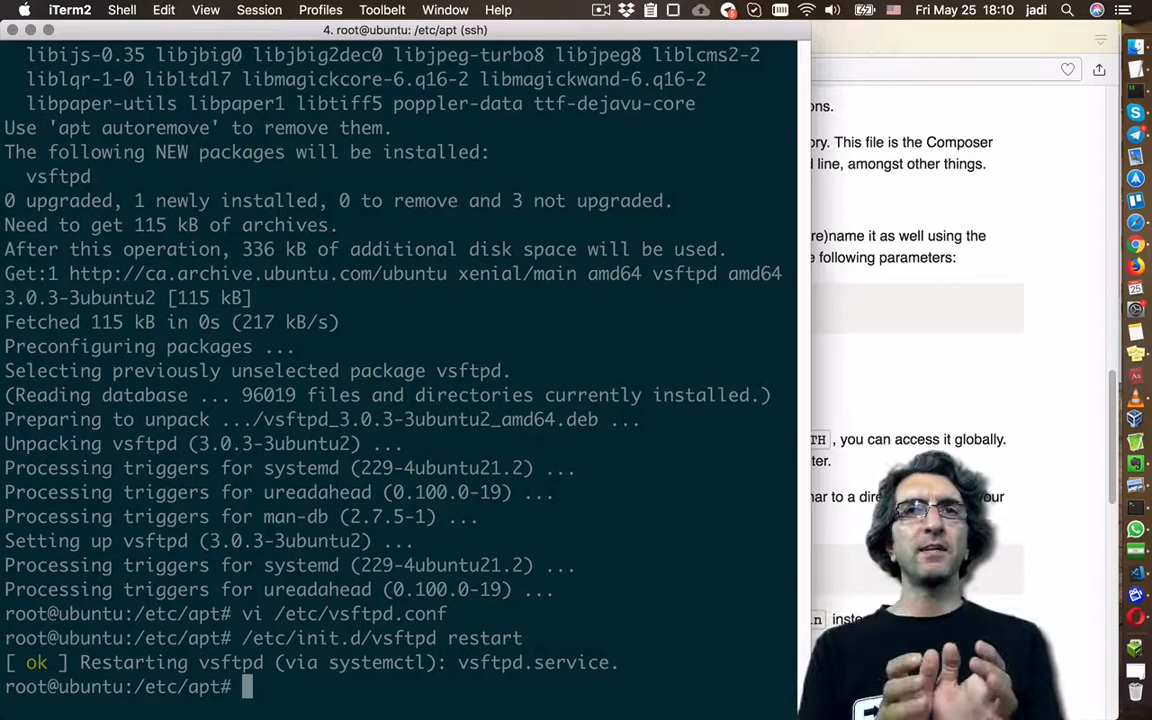 iTerm2 Shell Edit View Session Profiles Toolbelt Window Help
Fri May 25 18:10 jadi
4. root@ubuntu: /etc/apt (ssh)
libijs-0.35 libjbig0 libjbig2dec0 libjpeg-turbo8 libjpeg8 liblcms2-2
liblqr-1-0 libltdl7 libmagickcore-6.q16-2 libmagickwand-6.q16-2
libpaper-utils libpaper1 libtiff5 poppler-data ttf-dejavu-core
Use 'apt autoremove' to remove them.
The following NEW packages will be installed:
vsftpd
0 upgraded, 1 newly installed, 0 to remove and 3 not upgraded.
Need to get 115 kB of archives.
After this operation, 336 kB of additional disk space will be used.
Get:1 http://ca.archive.ubuntu.com/ubuntu xenial/main amd64 vsftpd amd64
3.0.3-3ubuntu2 [115 kB]
Fetched 115 kB in 0s (217 kB/s)
Preconfiguring packages ...
Selecting previously unselected package vsftpd.
(Reading database ... 96019 files and directories currently installed.)
Preparing to unpack .../vsftpd_3.0.3-3ubuntu2_amd64.deb ...
Unpacking vsftpd (3.0.3-3ubuntu2) ...
Processing triggers for systemd (229-4ubuntu21.2) ...
Processing triggers for ureadahead (0.100.0-19) ...
Processing triggers for man-db (2.7.5-1) ...
Setting up vsftpd (3.0.3-3ubuntu2) ...
Processing triggers for systemd (229-4ubuntu21.2) ...
Processing triggers for ureadahead (0.100.0-19) ...
root@ubuntu:/etc/apt# vi /etc/vsftpd.conf
root@ubuntu:/etc/apt# /etc/init.d/vsftpd restart
[ ok ] Restarting vsftpd (via systemctl): vsftpd.service.
root@ubuntu:/etc/apt#
ons.
ory. This file is the Composer
line, amongst other things.
re)name it as well using the
e following parameters:
TH , you can access it globally.
ter.
nar to a dire your
in inste